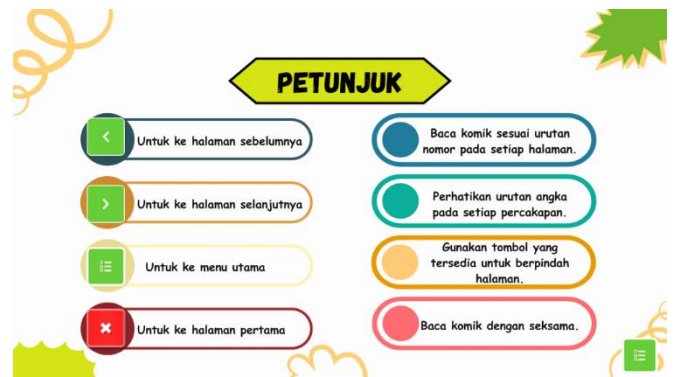 PETUNJUK
Untuk ke halaman sebelumnya
Untuk ke halaman selanjutnya
Untuk ke menu utama
Untuk ke halaman pertama
Baca komik sesuai urutan
nomor pada setiap halaman.
Perhatikan urutan angka
pada setiap percakapan.
Gunakan tombol yang
tersedia untuk berpindah
halaman.
Baca komik dengan seksama.